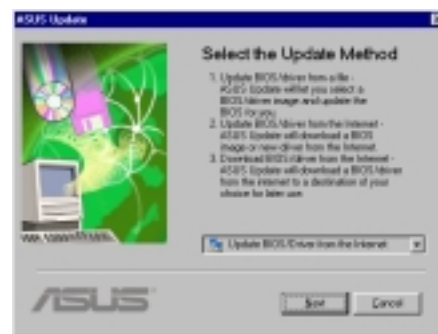 ASUS Update
Select the Update Method
1. Update BIOS/driver from a file -
ASUS Update will let you select a
BIOS/driver image and update the
BIOS for you.
2. Update BIOS/driver from the Internet -
ASUS Update will download a BIOS
image or new driver from the Internet.
3. Download BIOS/driver from the Internet -
ASUS Update will download a BIOS/driver
from the internet to a destination of your
choice for later use.
Update BIOS/Driver from the Internet
ASUS
Next Cancel